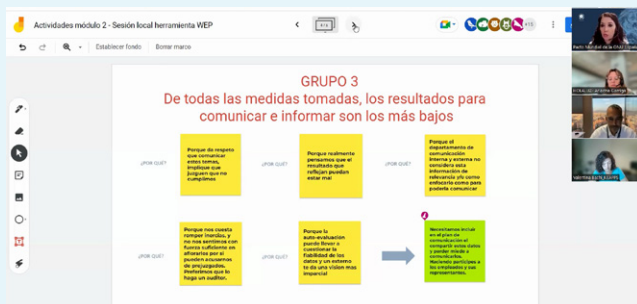 Actividades módulo 2 - Sesión local herramienta WEP
Establecer fondo
Borrar marco
GRUPO 3
De todas las medidas tomadas, los resultados para
comunicar e informar son los más bajos
¿POR QUÉ?
Porque da respeto
que comunicar
estos temas,
implique que
juzguen que no
cumplimos
¿POR QUÉ?
Porque realmente
pensamos que el
resultado que
reflejan puedan
estar mal
¿POR QUÉ?
Porque el
departamento de
comunicación
interna y externa no
considera esta
información de
relevancia y/o como
enfocarla como para
poderla comunicar
¿POR QUÉ?
Porque nos cuesta
romper inercias, y
no nos sentimos con
fuerza suficiente en
afliorarlos por si
pueden acusarnos
de prejuzgados.
Preferimos que lo
haga un auditor.
¿POR QUÉ?
Porque la
auto-evaluación
puede llevar a
cuestionar la
fiabilidad de los
datos y un externo
te da una visión más
imparcial
Necesitamos incluir
en el plan de
comunicación el
compartir estos datos
y perder miedo a
comunicarlos.
Haciendo partícipes a
los empleados y sus
representantes.